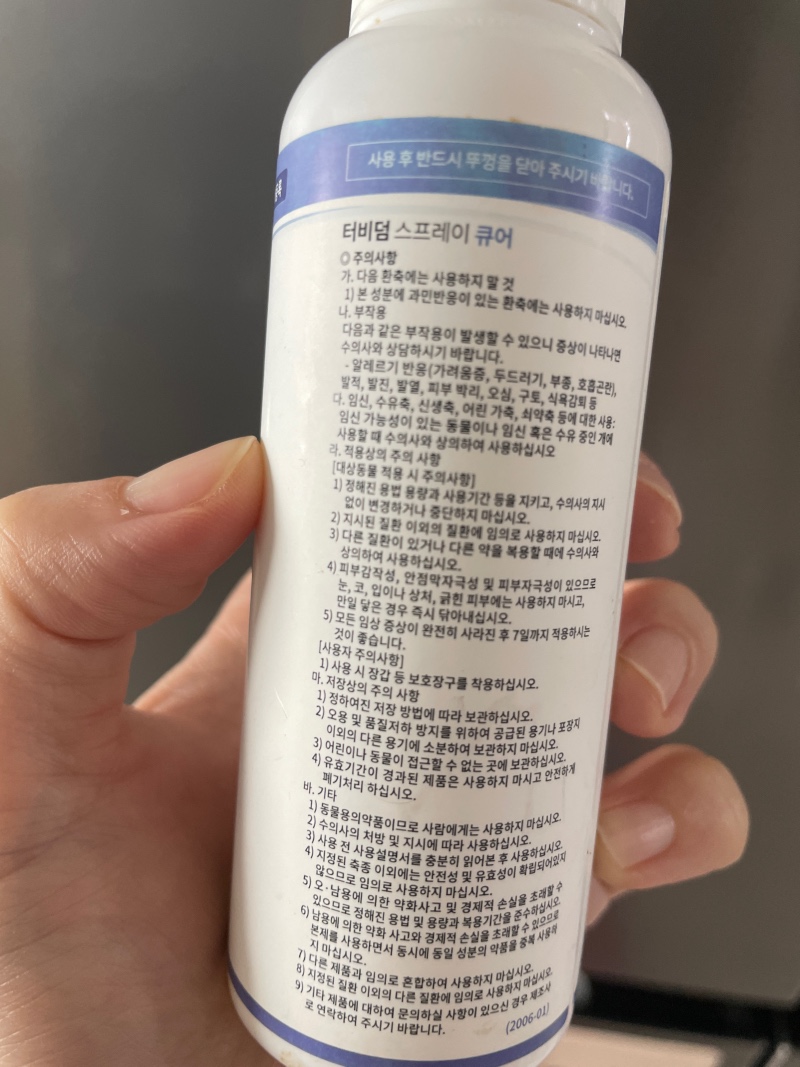 사용 후 반드시 뚜껑을 닫아 주시기 바랍니다.
터비덤 스프레이 큐어
◎ 주의사항
가. 다음 환축에는 사용하지 말 것
1) 본 성분에 과민반응이 있는 환축에는 사용하지 마십시오.
나. 부작용
다음과 같은 부작용이 발생할 수 있으니 증상이 나타나면
수의사와 상담하시기 바랍니다.
- 알레르기 반응(가려움증, 두드러기, 부종, 호흡곤란),
발적, 발진, 발열, 피부 박리, 오심, 구토, 식욕감퇴 등
다. 임신, 수유축, 신생축, 어린 가축, 쇠약축 등에 대한 사용:
임신 가능성이 있는 동물이나 임신 혹은 수유 중인 개에
사용할 때 수의사와 상의하여 사용하십시오
라. 적용상의 주의 사항
[대상동물 적용 시 주의사항]
1) 정해진 용법 용량과 사용기간 등을 지키고, 수의사의 지시
없이 변경하거나 중단하지 마십시오.
2) 지시된 질환 이외의 질환에 임의로 사용하지 마십시오.
3) 다른 질환이 있거나 다른 약을 복용할 때에 수의사와
상의하여 사용하십시오.
4) 피부감작성, 안점막자극성 및 피부자극성이 있으므로
눈, 코, 입이나 상처, 긁힌 피부에는 사용하지 마시고,
만일 닿은 경우 즉시 닦아내십시오.
5) 모든 임상 증상이 완전히 사라진 후 7일까지 적용하시는
것이 좋습니다.
[사용자 주의사항]
1) 사용 시 장갑 등 보호장구를 착용하십시오.
마. 저장상의 주의 사항
1) 정하여진 저장 방법에 따라 보관하십시오.
2) 오용 및 품질저하 방지를 위하여 공급된 용기나 포장지
이외의 다른 용기에 소분하여 보관하지 마십시오.
3) 어린이나 동물이 접근할 수 없는 곳에 보관하십시오.
4) 유효기간이 경과된 제품은 사용하지 마시고 안전하게
폐기처리 하십시오.
바. 기타
1) 동물용의약품이므로 사람에게는 사용하지 마십시오.
2) 수의사의 처방 및 지시에 따라 사용하십시오.
3) 사용 전 사용설명서를 충분히 읽어본 후 사용하십시오.
4) 지정된 축종 이외에는 안전성 및 유효성이 확립되어있지
않으므로 임의로 사용하지 마십시오.
5) 오·남용에 의한 약화사고 및 경제적 손실을 초래할 수
있으므로 정해진 용법 및 용량과 복용기간을 준수하십시오.
6) 남용에 의한 약화 사고와 경제적 손실을 초래할 수 있으므로
본제를 사용하면서 동시에 동일 성분의 약품을 중복 사용하
지 마십시오.
7) 다른 제품과 임의로 혼합하여 사용하지 마십시오.
8) 지정된 질환 이외의 다른 질환에 임의로 사용하지 마십시오.
9) 기타 제품에 대하여 문의하실 사항이 있으신 경우 제조사
로 연락하여 주시기 바랍니다.
(2006-01)